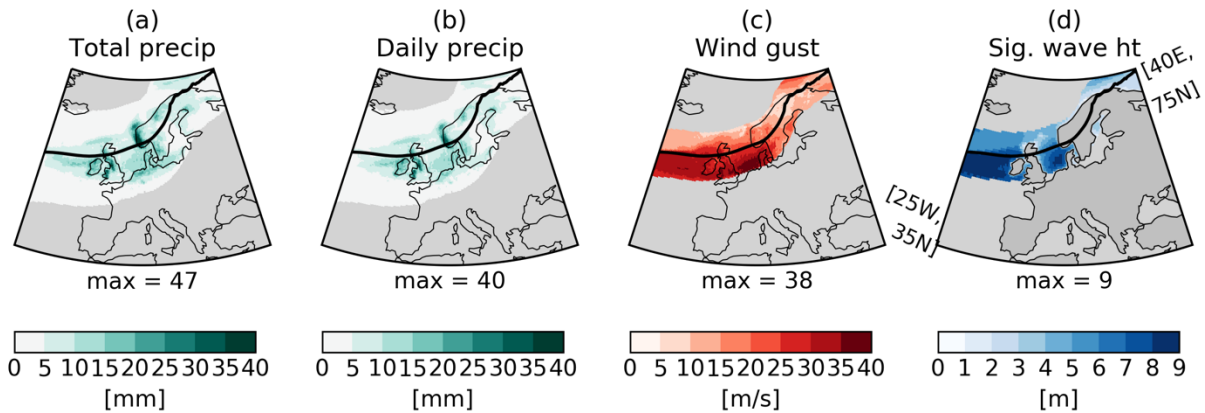 (a)
Total precip
(b)
Daily precip
(c)
Wind gust
(d)
Sig. wave ht
[40E,
75N]
[25W,
35N]
max = 47
max = 40
max = 38
max = 9
0 5 10 15 20 25 30 35 40
[mm]
0 5 10 15 20 25 30 35 40
[mm]
0 5 10 15 20 25 30 35 40
[m/s]
0 1 2 3 4 5 6 7 8 9
[m]